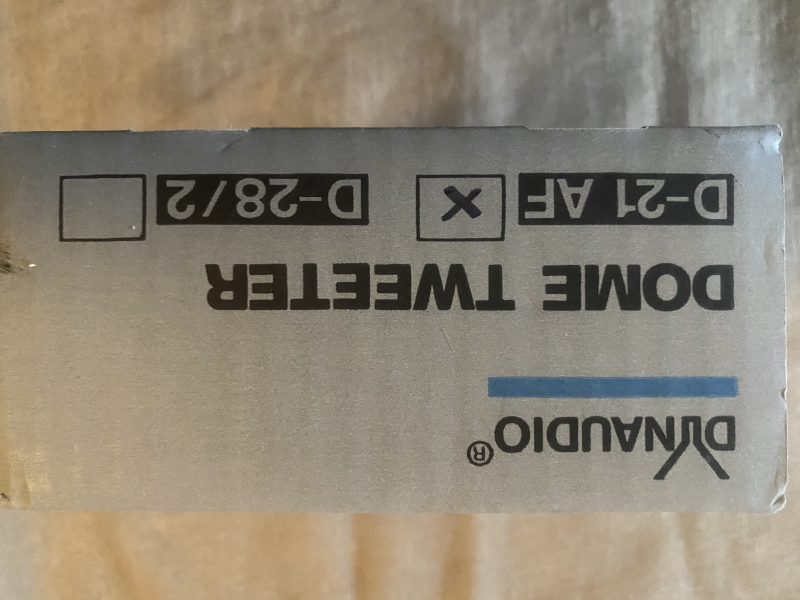 DYNAUDIO®
DOME TWEETER
D-21 AF X D-28/2